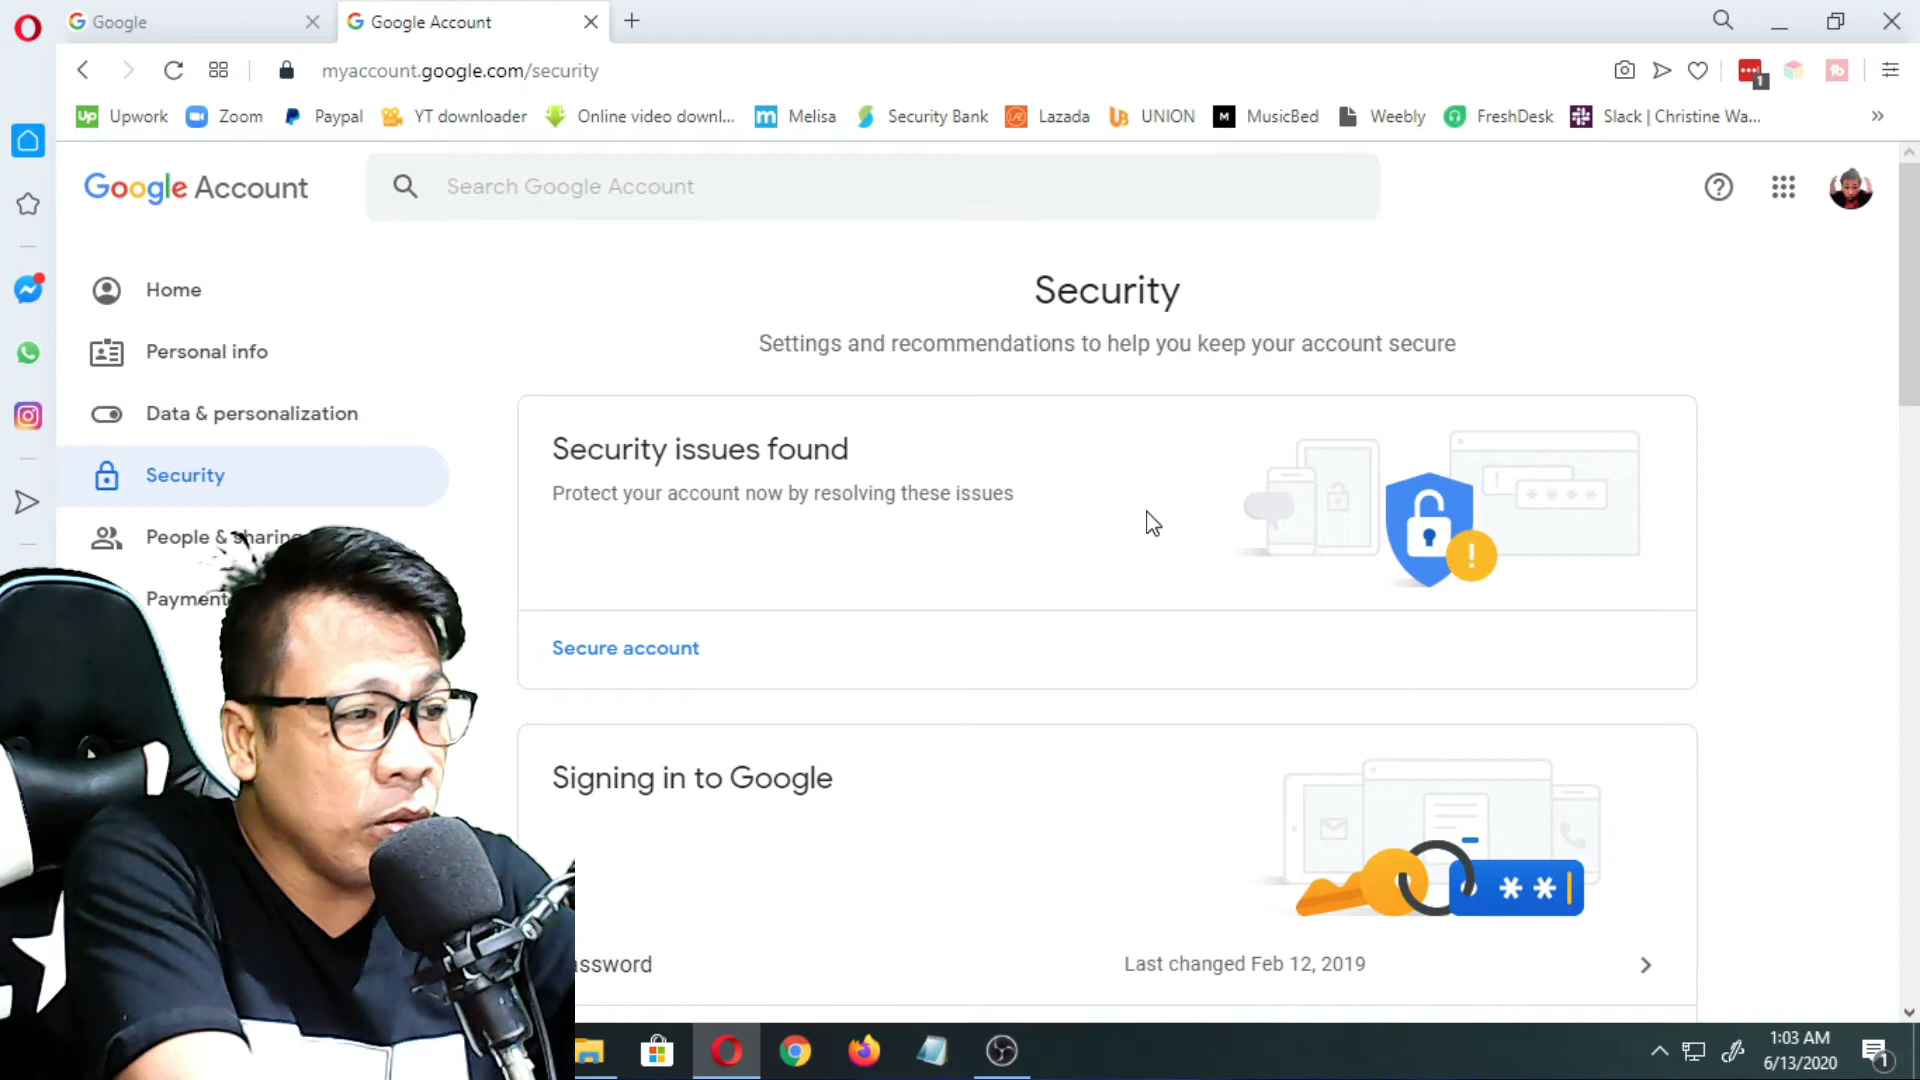 Google
Google Account
myaccount.google.com/security
1
Upwork
Zoom
Paypal
YT downloader
Online video downl...
Melisa
Security Bank
Lazada
UNION
MusicBed
Weebly
FreshDesk
Slack | Christine Wa...
Google Account
Search Google Account
Home
Personal info
Data & personalization
Security
People & sharing
Payment
Security
Settings and recommendations to help you keep your account secure
Security issues found
Protect your account now by resolving these issues
Secure account
Signing in to Google
assword
Last changed Feb 12, 2019
1:03 AM
6/13/2020
1